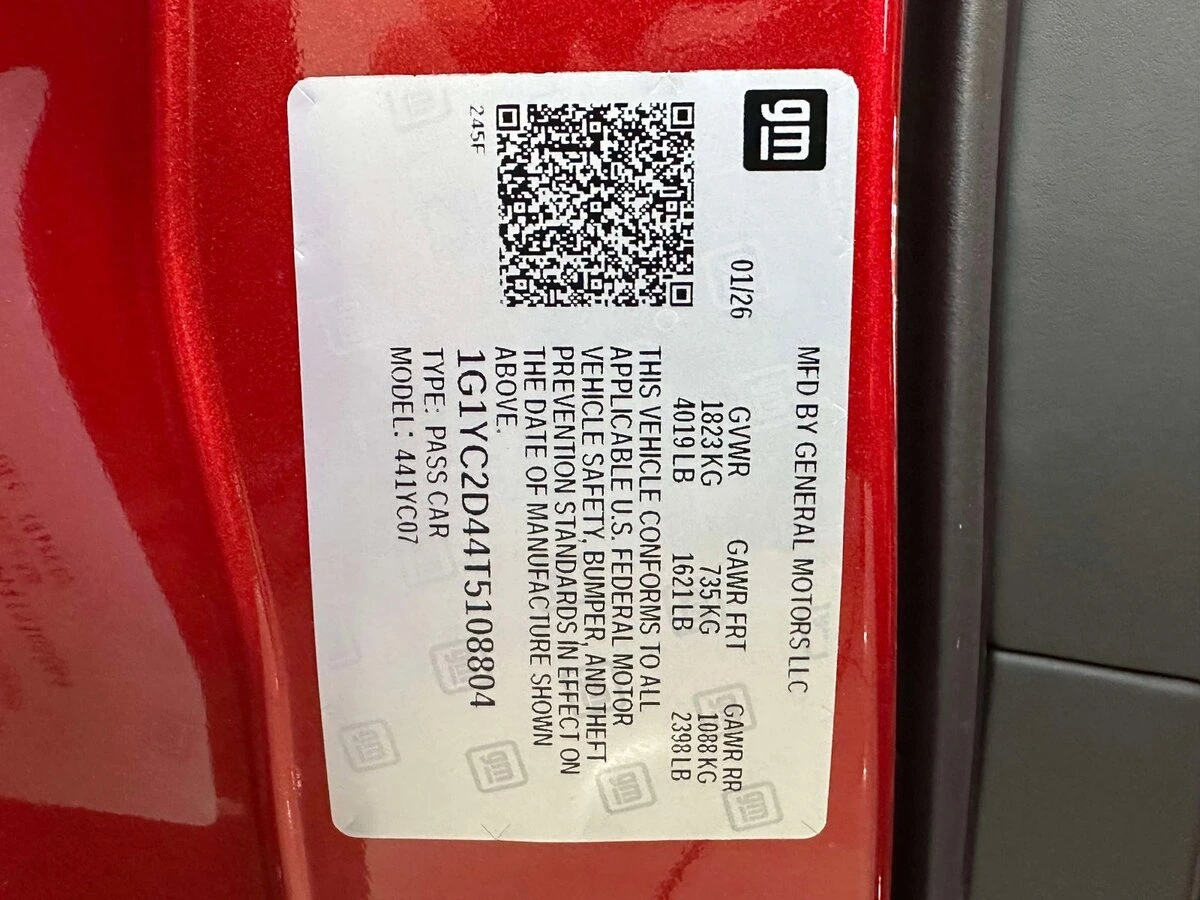 gm
MFD BY GENERAL MOTORS LLC
01/26
GVWR GAWR FRT GAWR RR
1823 KG 735 KG 1088 KG
4019 LB 1621 LB 2398 LB
THIS VEHICLE CONFORMS TO ALL
APPLICABLE U.S. FEDERAL MOTOR
VEHICLE SAFETY, BUMPER, AND THEFT
PREVENTION STANDARDS IN EFFECT ON
THE DATE OF MANUFACTURE SHOWN
ABOVE.
245F
1G1YC2D44T5108804
TYPE: PASS CAR
MODEL: 441YC07